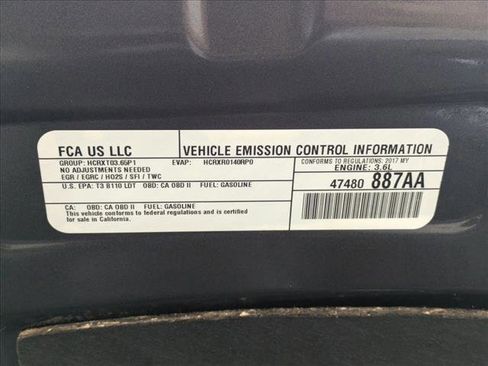 FCA US LLC
VEHICLE EMISSION CONTROL INFORMATION
GROUP: HCRXT03.65P1 EVAP: HCRXR0140RP0
CONFORMS TO REGULATIONS: 2017 MY
NO ADJUSTMENTS NEEDED
ENGINE: 3.6L
EGR / EGRC / HO2S / SFI / TWC
47480 887AA
U.S. EPA: T3 B110 LDT OBD: CA OBD II FUEL: GASOLINE
CA: OBD: CA OBD II FUEL: GASOLINE
This vehicle conforms to federal regulations and is certified
for sale in California.